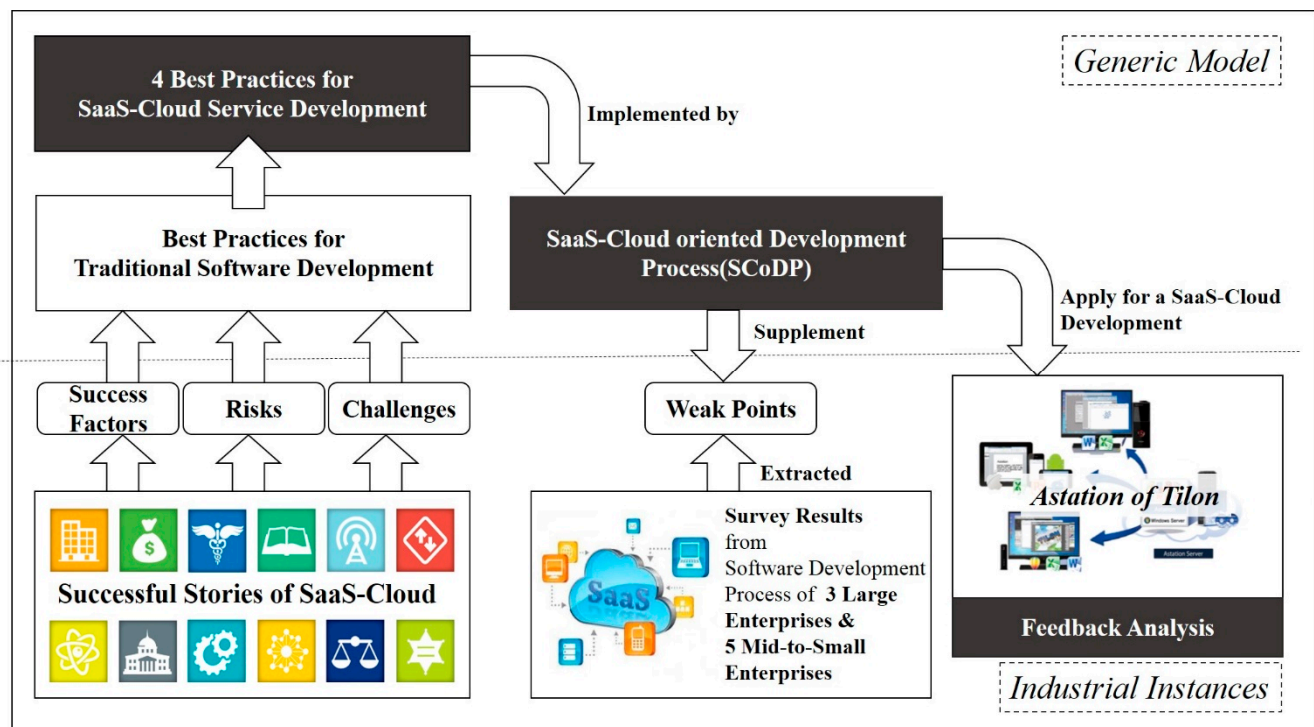 Generic Model
4 Best Practices for
SaaS-Cloud Service Development
Implemented by
Best Practices for
Traditional Software Development
SaaS-Cloud oriented Development
Process(SCoDP)
Apply for a SaaS-Cloud
Development
Supplement
Success
Factors
Risks
Challenges
Weak Points
Extracted
$
Successful Stories of SaaS-Cloud
SaaS
Survey Results
from
Software Development
Process of 3 Large
Enterprises &
5 Mid-to-Small
Enterprises
Astation of Tilon
Windows Server
Astation Server
Feedback Analysis
Industrial Instances